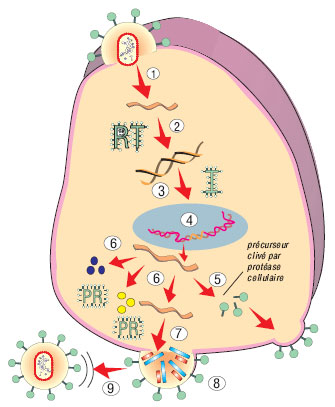 1
2
RT
3
I
4
précurseur
clivé par
protéase
cellulaire
6
5
6
PR
PR
7
8
9